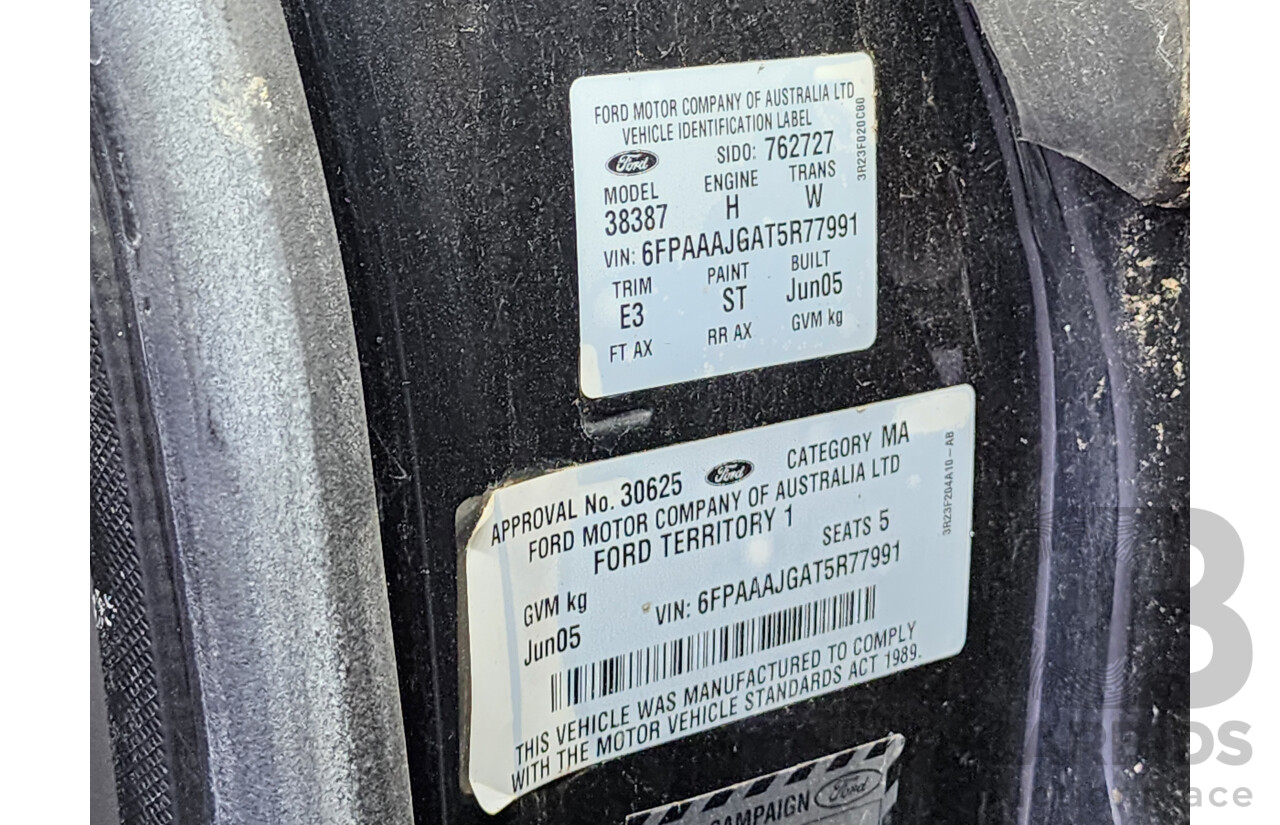 FORD MOTOR COMPANY OF AUSTRALIA LTD
VEHICLE IDENTIFICATION LABEL
Ford SIDO: 762727
MODEL ENGINE TRANS
38387 H W
VIN: 6FPAAAJGAT5R77991
TRIM PAINT BUILT
E3 ST Jun05
FT AX RR AX GVM kg
3R23F020C80
APPROVAL No. 30625 Ford CATEGORY MA
FORD MOTOR COMPANY OF AUSTRALIA LTD
FORD TERRITORY 1
SEATS 5
GVM kg
Jun05 VIN: 6FPAAAJGAT5R77991
THIS VEHICLE WAS MANUFACTURED TO COMPLY
WITH THE MOTOR VEHICLE STANDARDS ACT 1989.
3R23F204A10-AB
CAMPAIGN Ford